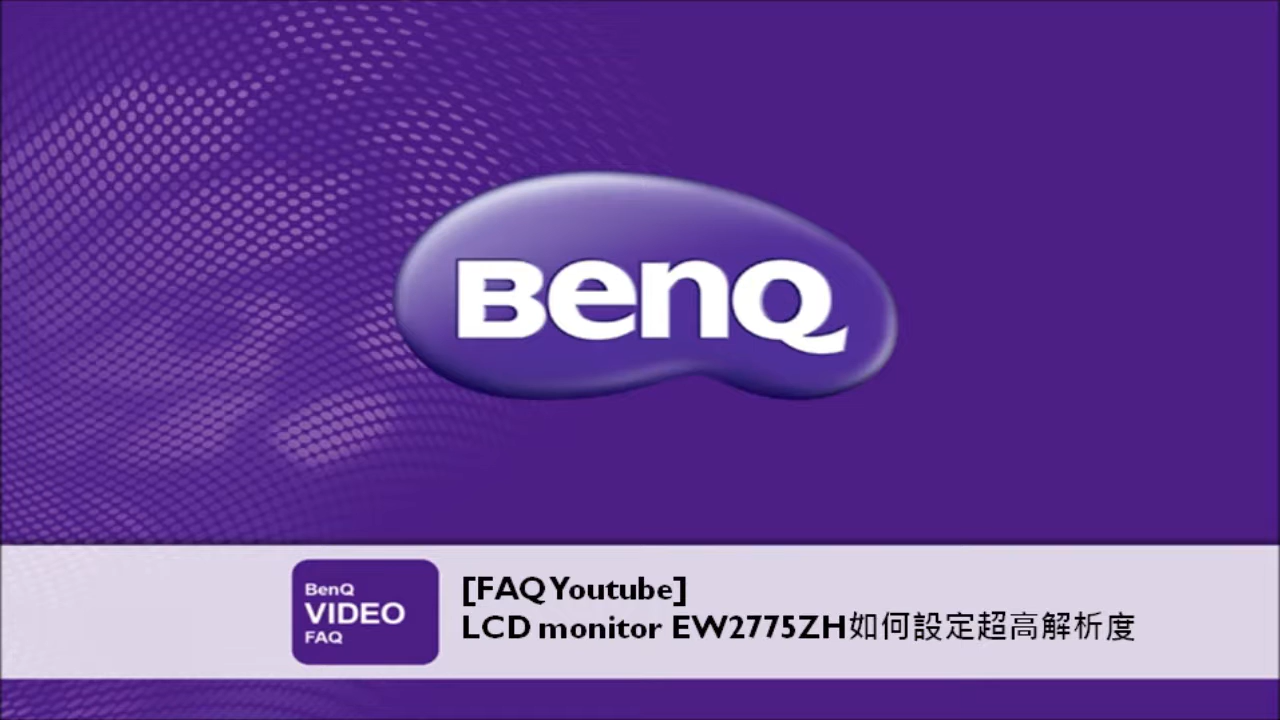 BenQ
BenQ
VIDEO
FAQ
[FAQ Youtube]
LCD monitor EW2775ZH如何設定超高解析度